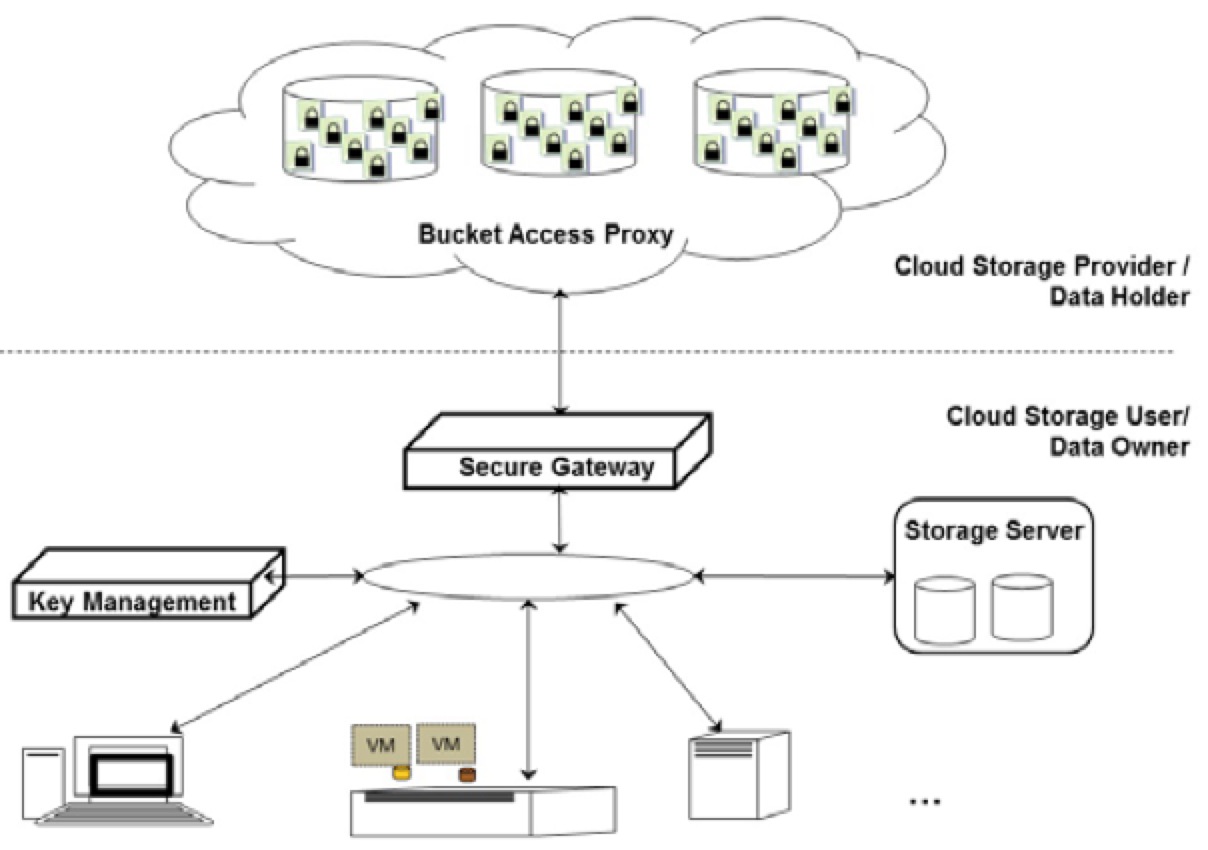 Bucket Access Proxy
Cloud Storage Provider /
Data Holder
Cloud Storage User/
Data Owner
Secure Gateway
Storage Server
Key Management
VM
VM
...